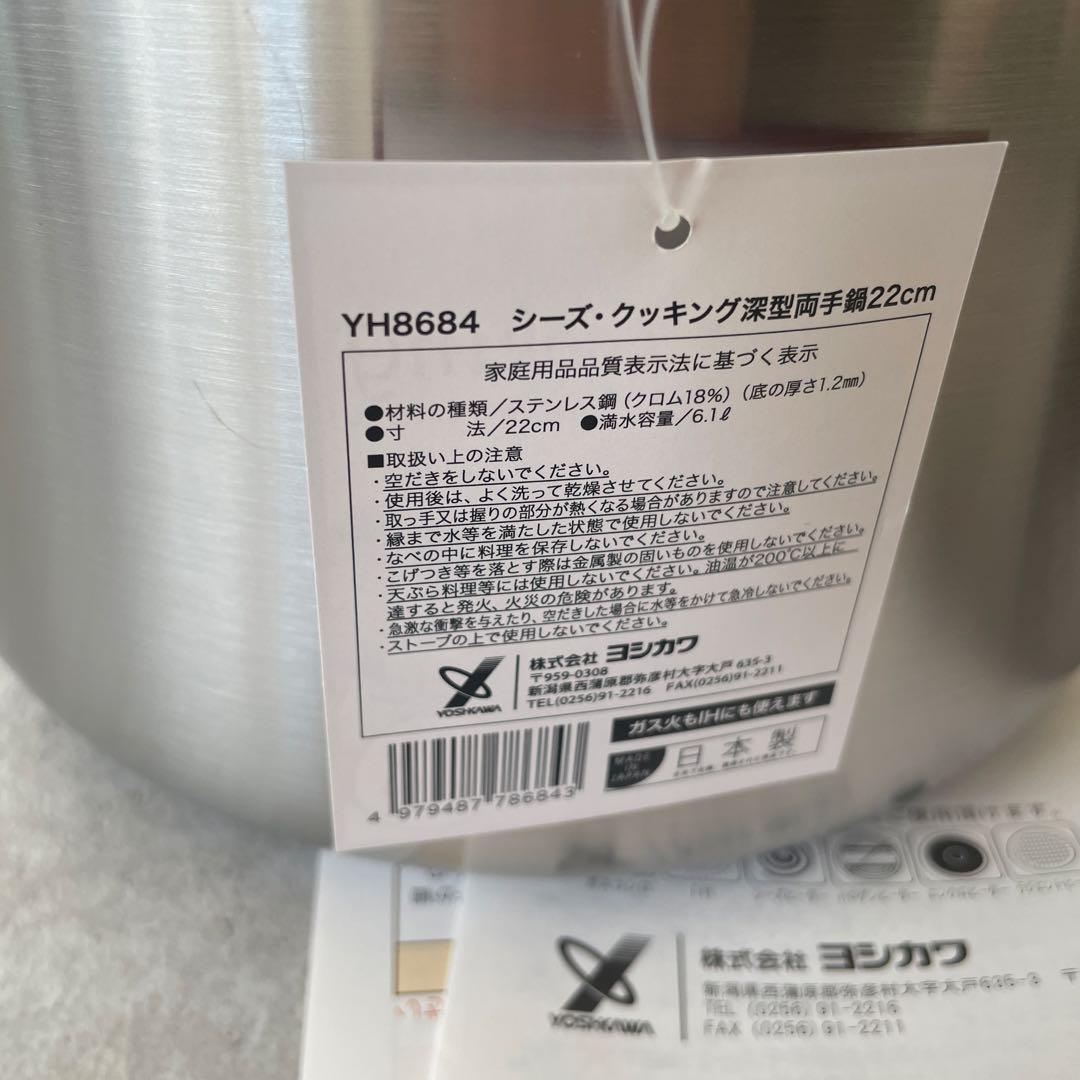 YH8684 シーズ・クッキング深型両手鍋22cm
家庭用品品質表示法に基づく表示
●材料の種類／ステンレス鋼（クロム18%）（底の厚さ1.2㎜）
●寸　　　法／22cm ●満水容量／6.1ℓ
■取扱い上の注意
・空だきをしないでください。
・使用後は、よく洗って乾燥させてください。
・取っ手又は握りの部分が熱くなる場合がありますので注意してください。
・縁まで水等を満たした状態で使用しないでください。
・なべの中に料理を保存しないでください。
・こげつき等を落とす際は金属製の固いものを使用しないでください。
・天ぷら料理等には使用しないでください。油温が200℃以上に
達すると発火、火災の危険があります。
・急激な衝撃を与えたり、空だきした場合に水等をかけて急冷しないでください。
・ストーブの上で使用しないでください。
YOSHIKAWA
株式会社 ヨシカワ
〒959-0308
新潟県西蒲原郡弥彦村大字大戸 635-3
TEL(0256)91-2216 FAX(0256)91-2211
ガス火もIHにも使えます
MADE IN JAPAN
日本製
4 979487 786843
YOSHIKAWA
株式会社 ヨシカワ
新潟県西蒲原郡弥彦村大字大戸635-3 〒
TEL (0256) 91-2216
FAX (0256) 91-2211